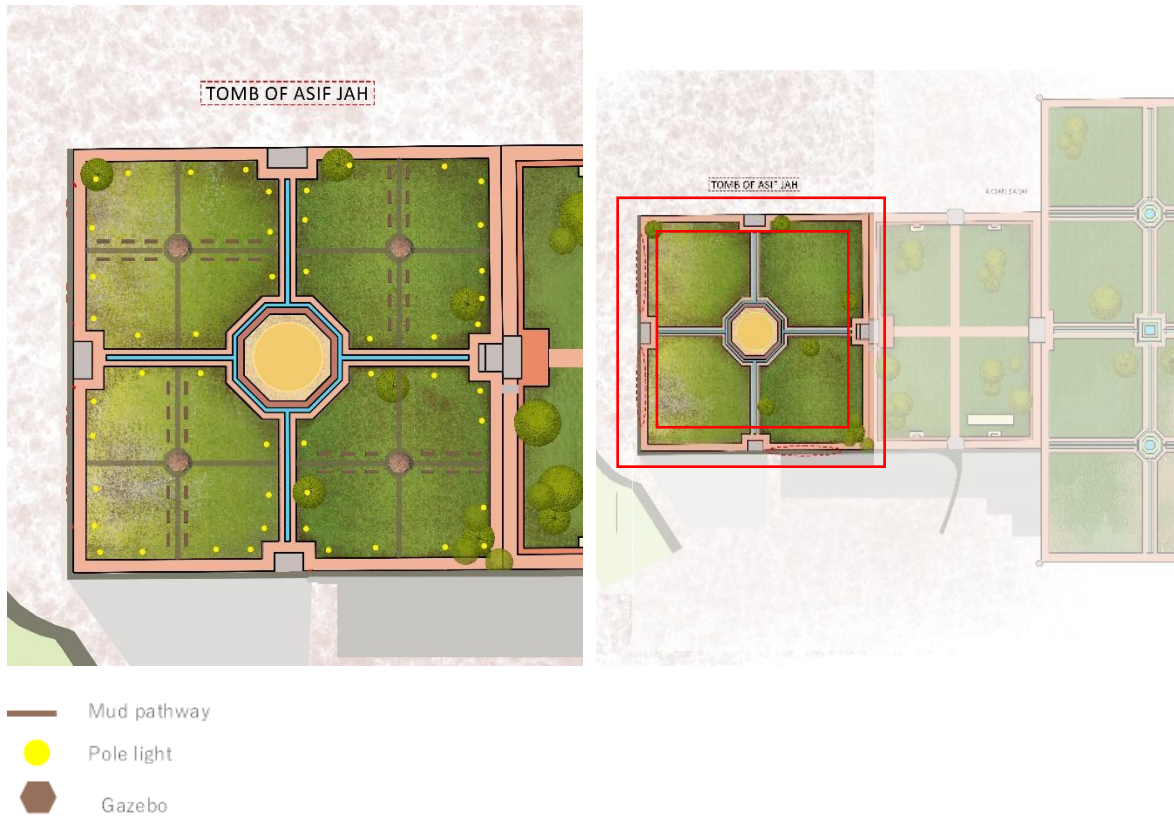 TOMB OF ASIF JAH
TOMB OF ASIF JAH
Mud pathway
Pole light
Gazebo